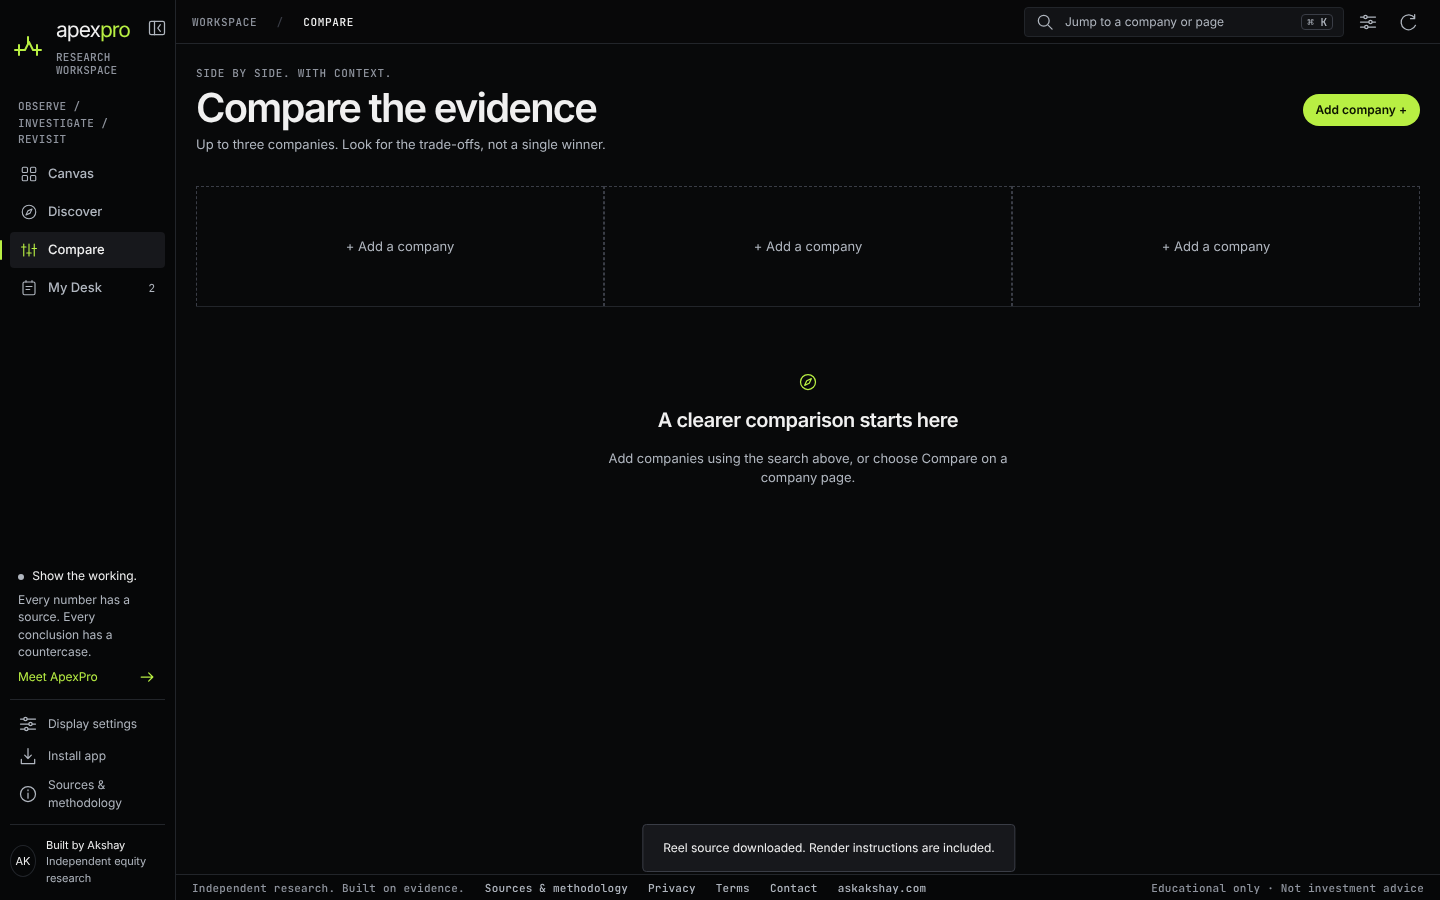 apexpro
RESEARCH
WORKSPACE
OBSERVE /
INVESTIGATE /
REVISIT
Canvas
Discover
Compare
My Desk 2
Show the working.
Every number has a
source. Every
conclusion has a
countercase.
Meet ApexPro →
Display settings
Install app
Sources &
methodology
AK
Built by Akshay
Independent equity
research
WORKSPACE / COMPARE
Jump to a company or page ⌘ K
SIDE BY SIDE. WITH CONTEXT.
Compare the evidence
Up to three companies. Look for the trade-offs, not a single winner.
Add company +
+ Add a company + Add a company + Add a company
A clearer comparison starts here
Add companies using the search above, or choose Compare on a
company page.
Reel source downloaded. Render instructions are included.
Independent research. Built on evidence. Sources & methodology Privacy Terms Contact askakshay.com Educational only · Not investment advice